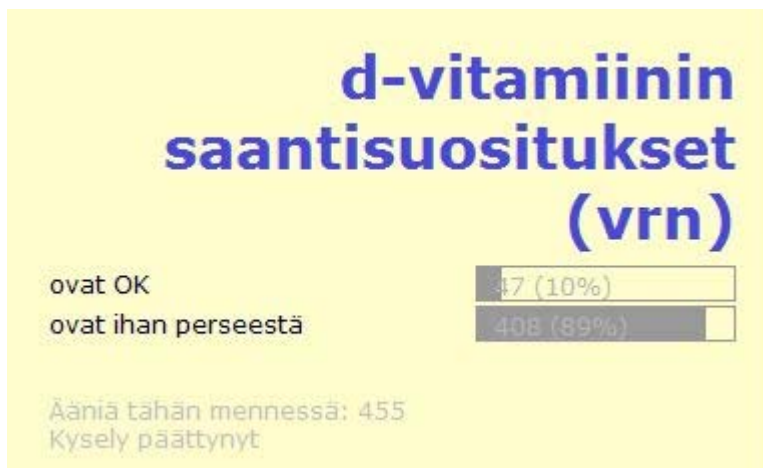 d-vitamiinin
saantisuositukset
(vrn)
ovat OK 47 (10%)
ovat ihan perseestä 408 (89%)
Ääniä tähän mennessä: 455
Kysely päättynyt